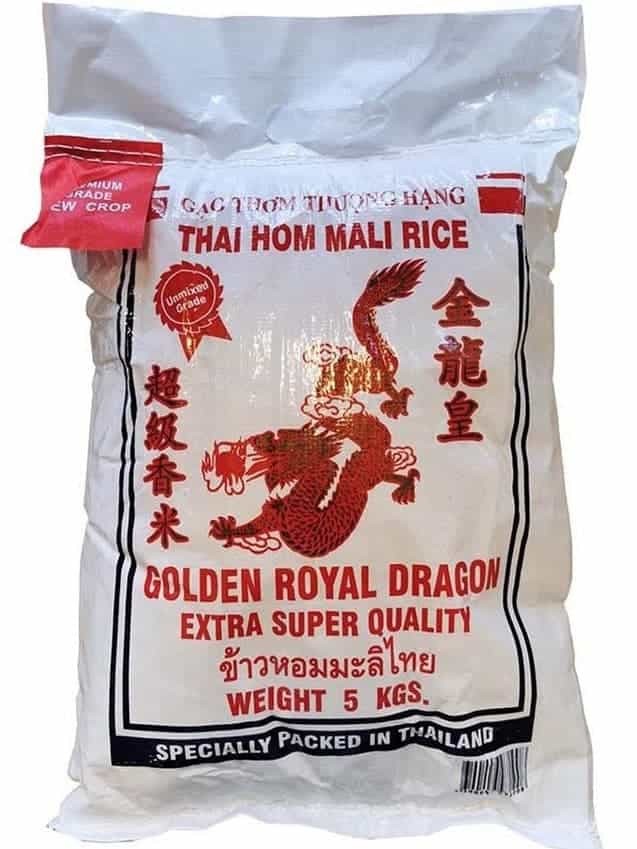 GRADE
CROP
GẠC THƠM THƯỢNG HẠNG
THAI HOM MALI RICE
Unmixed
Grade
金龍皇
超級香米
GOLDEN ROYAL DRAGON
EXTRA SUPER QUALITY
ข้าวหอมมะลิไทย
WEIGHT 5 KGS.
SPECIALLY PACKED IN THAILAND